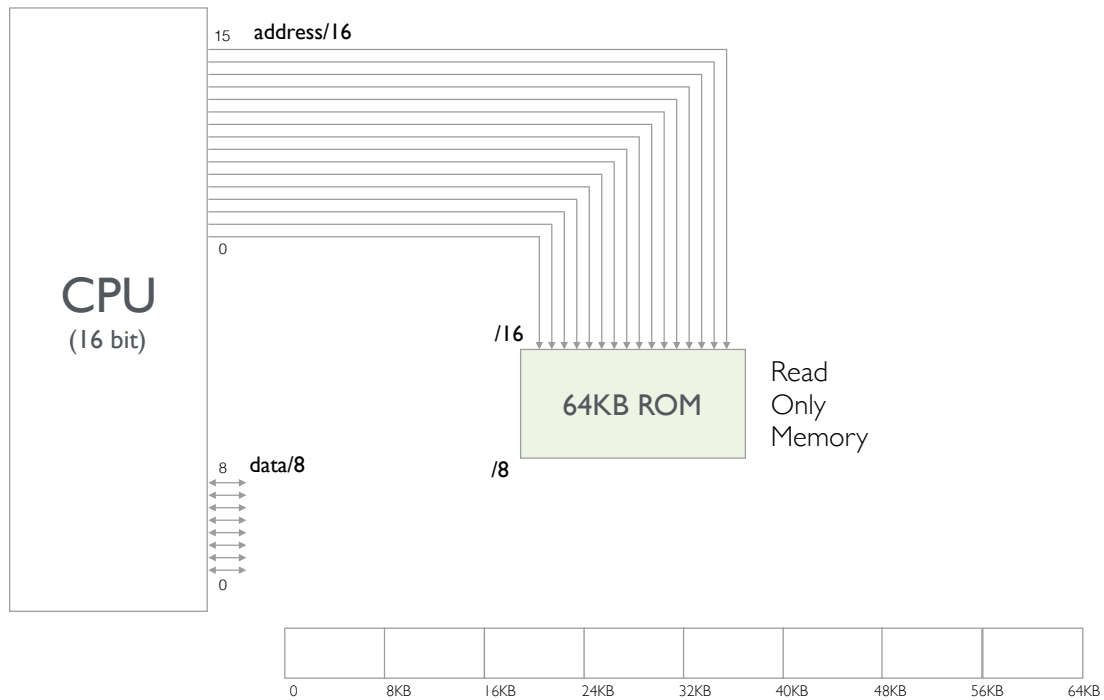 15 address/16
0
CPU
(16 bit)
/16
64KB ROM
Read
Only
Memory
/8
8 data/8
0
0 8KB 16KB 24KB 32KB 40KB 48KB 56KB 64KB